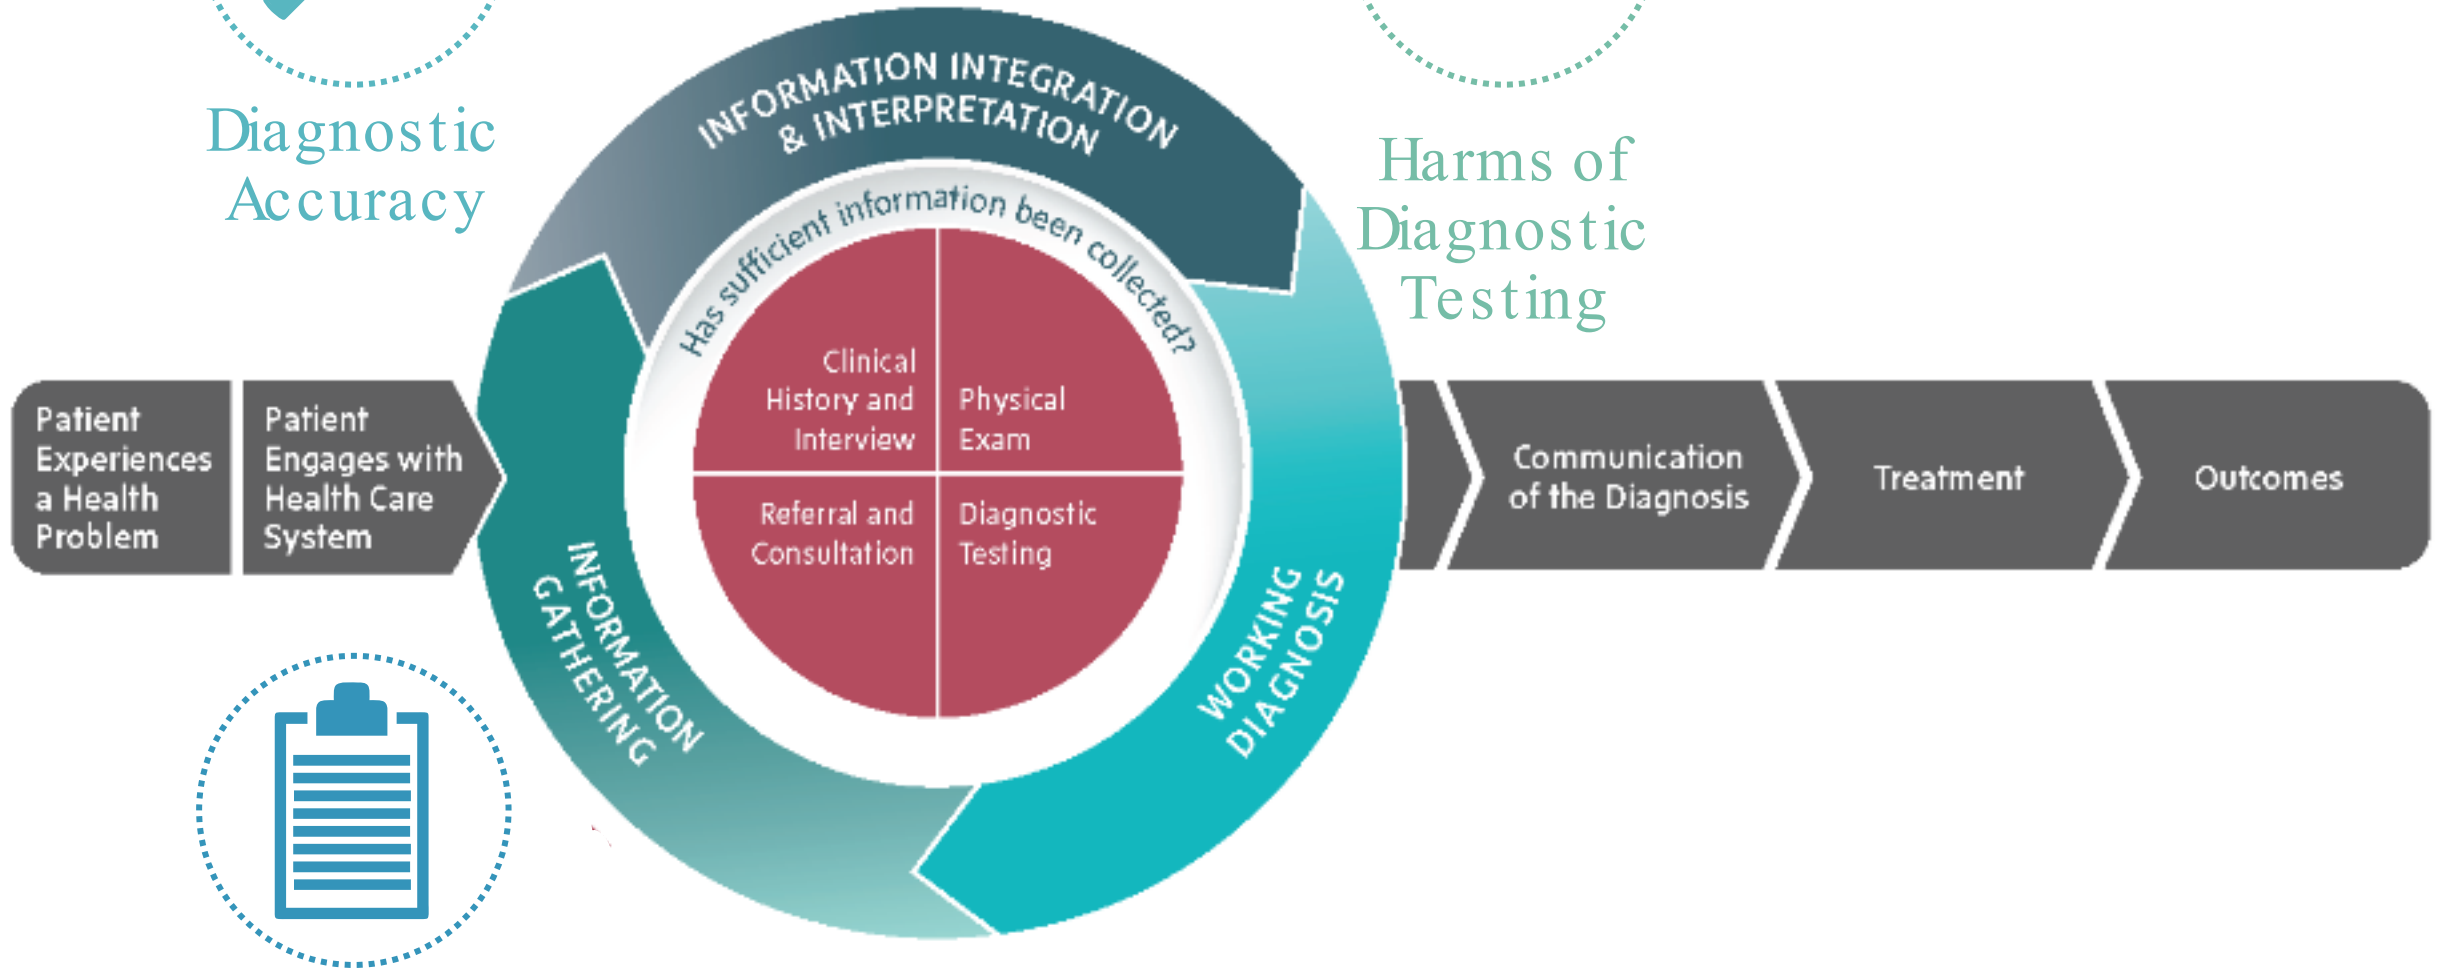 Diagnostic
Accuracy
INFORMATION INTEGRATION
& INTERPRETATION
Has sufficient information been collected?
Harms of
Diagnostic
Testing
Patient
Experiences
a Health
Problem
Patient
Engages with
Health Care
System
Clinical
History and
Interview
Physical
Exam
Referral and
Consultation
Diagnostic
Testing
INFORMATION
GATHERING
WORKING
DIAGNOSIS
Communication
of the Diagnosis
Treatment
Outcomes